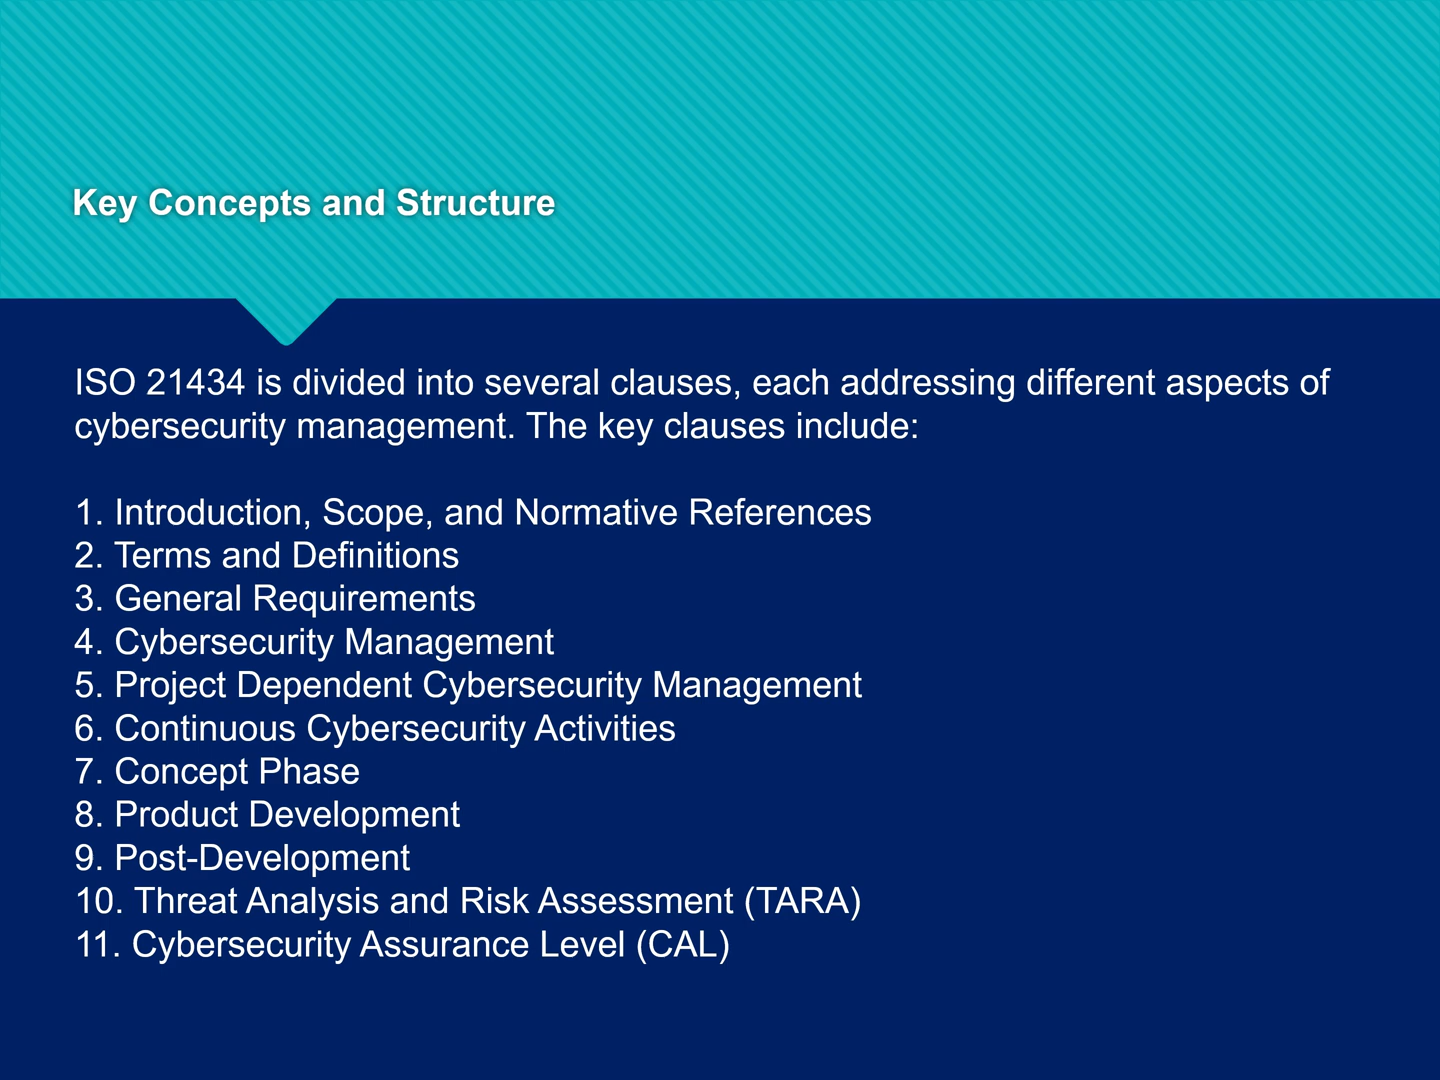 Key Concepts and Structure
ISO 21434 is divided into several clauses, each addressing different aspects of
cybersecurity management. The key clauses include:
1. Introduction, Scope, and Normative References
2. Terms and Definitions
3. General Requirements
4. Cybersecurity Management
5. Project Dependent Cybersecurity Management
6. Continuous Cybersecurity Activities
7. Concept Phase
8. Product Development
9. Post-Development
10. Threat Analysis and Risk Assessment (TARA)
11. Cybersecurity Assurance Level (CAL)